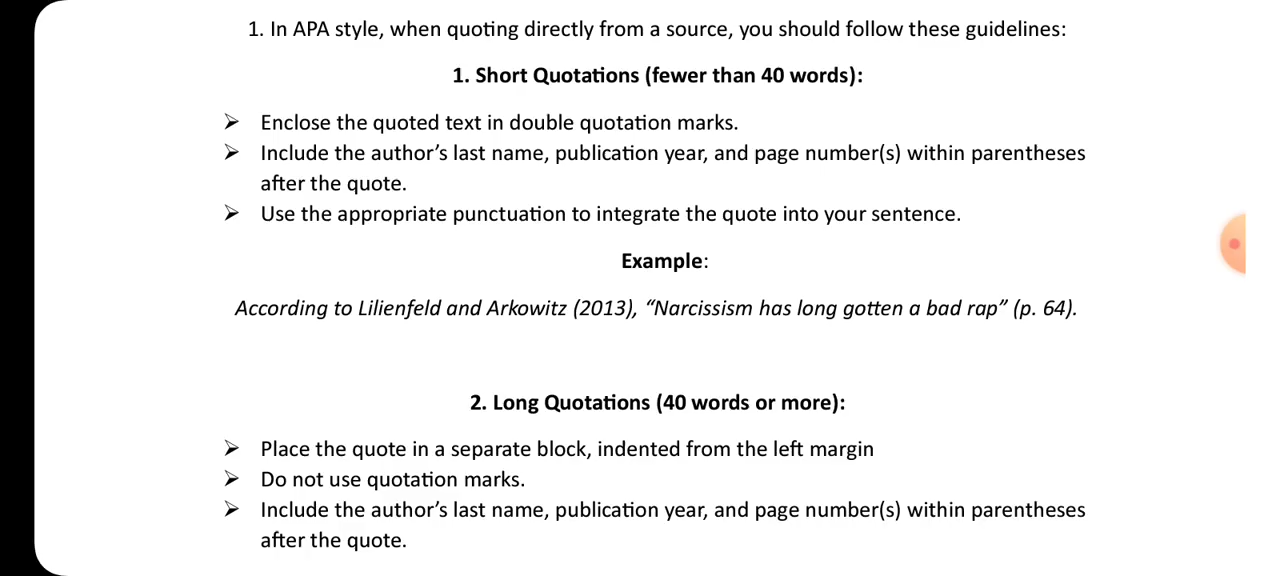 1. In APA style, when quoting directly from a source, you should follow these guidelines:
1. Short Quotations (fewer than 40 words):
➢ Enclose the quoted text in double quotation marks.
➢ Include the author’s last name, publication year, and page number(s) within parentheses
after the quote.
➢ Use the appropriate punctuation to integrate the quote into your sentence.
Example:
According to Lilienfeld and Arkowitz (2013), “Narcissism has long gotten a bad rap” (p. 64).
2. Long Quotations (40 words or more):
➢ Place the quote in a separate block, indented from the left margin
➢ Do not use quotation marks.
➢ Include the author’s last name, publication year, and page number(s) within parentheses
after the quote.